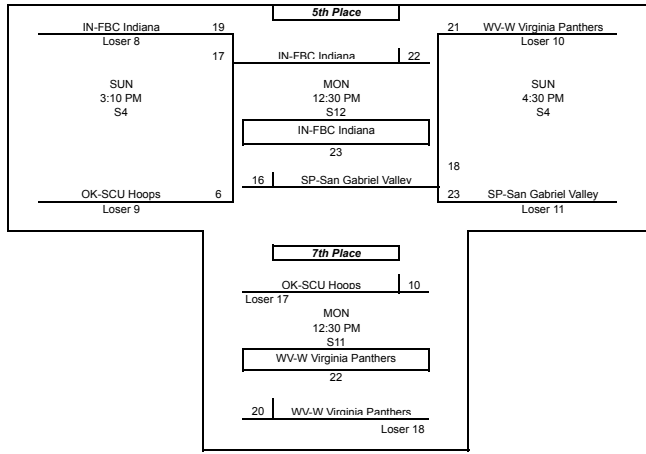 5th Place
IN-FBC Indiana 19
Loser 8
21 WV-W Virginia Panthers
Loser 10
17
IN-FBC Indiana 22
SUN
3:10 PM
S4
MON
12:30 PM
S12
SUN
4:30 PM
S4
IN-FBC Indiana
23
18
16 SP-San Gabriel Valley
OK-SCU Hoops 6
Loser 9
23 SP-San Gabriel Valley
Loser 11
7th Place
OK-SCU Hoops 10
Loser 17
MON
12:30 PM
S11
WV-W Virginia Panthers
22
20 WV-W Virginia Panthers
Loser 18